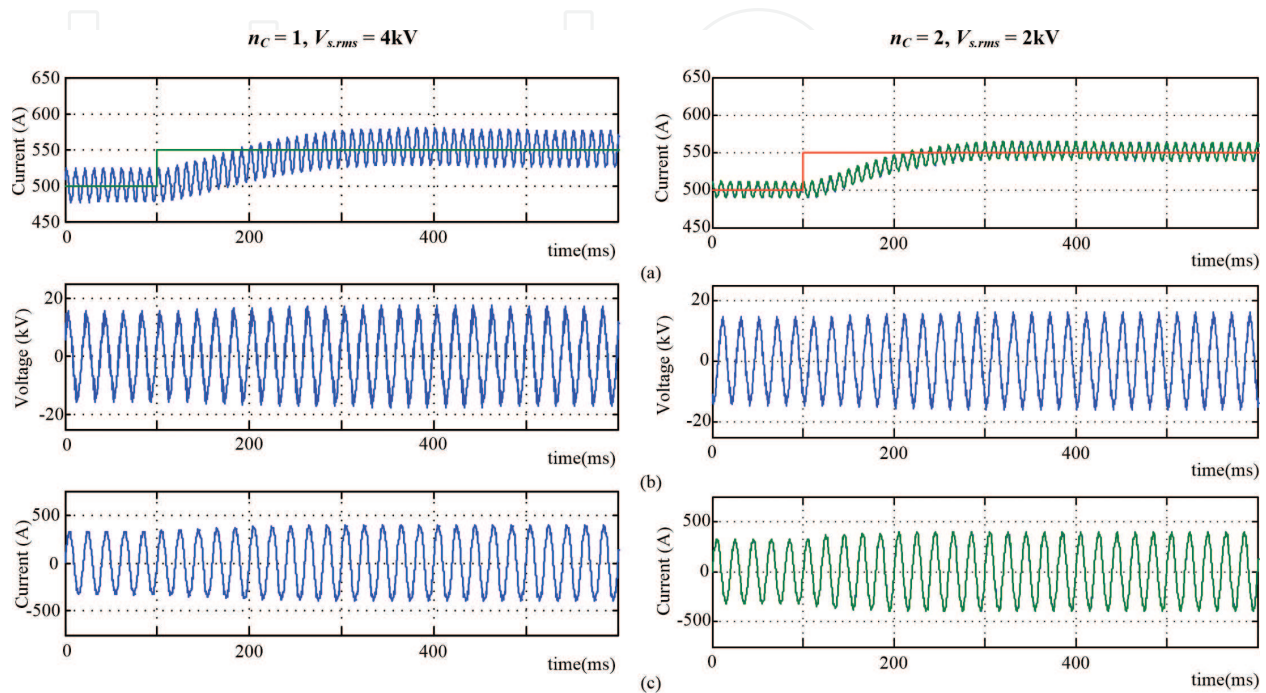 n_C = 1, V_s.rms = 4kV
n_C = 2, V_s.rms = 2kV
650
600
550
500
450
Current (A)
0
200
400
time(ms)
650
600
550
500
450
Current (A)
0
200
400
time(ms)
(a)
20
0
-20
Voltage (kV)
0
200
400
time(ms)
20
0
-20
Voltage (kV)
0
200
400
time(ms)
(b)
500
0
-500
Current (A)
0
200
400
time(ms)
500
0
-500
Current (A)
0
200
400
time(ms)
(c)